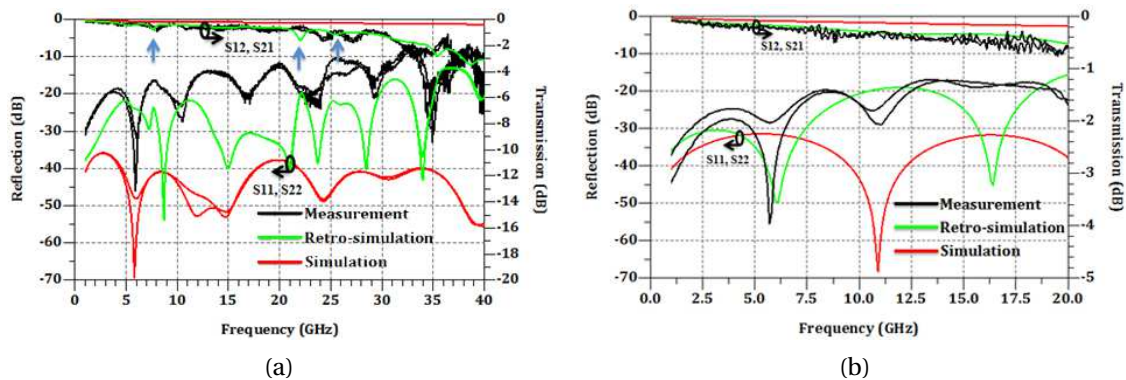 0
-10
-20
-30
-40
-50
-60
-70
Reflection (dB)
0
-2
-4
-6
-8
-10
-12
-14
-16
-18
-20
Transmission (dB)
S12, S21
S11, S22
Measurement
Retro-simulation
Simulation
0 5 10 15 20 25 30 35 40
Frequency (GHz)
(a)
0
-10
-20
-30
-40
-50
-60
-70
Reflection (dB)
0
-1
-2
-3
-4
-5
Transmission (dB)
S12, S21
S11, S22
Measurement
Retro-simulation
Simulation
0.0 2.5 5.0 7.5 10.0 12.5 15.0 17.5 20.0
Frequency (GHz)
(b)